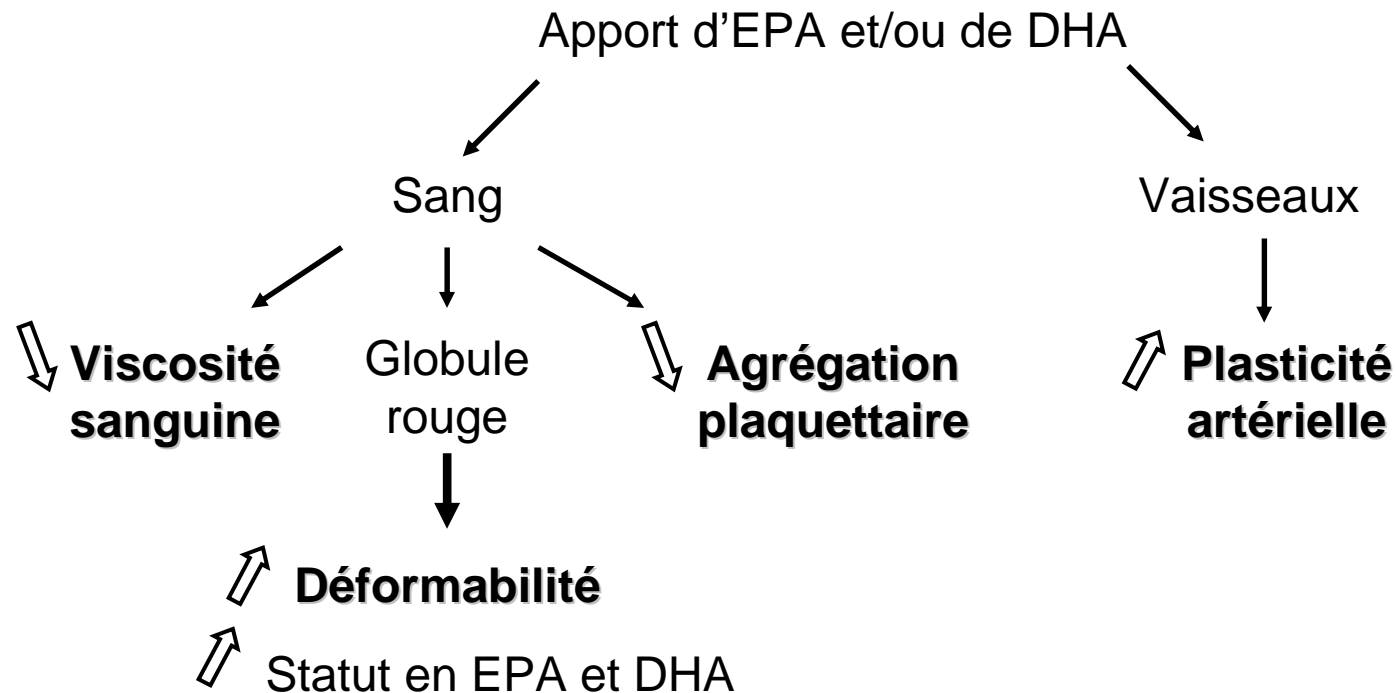 Apport d’EPA et/ou de DHA
Sang
Vaisseaux
Viscosité
sanguine
Globule
rouge
Agrégation
plaquettaire
Plasticité
artérielle
Déformabilité
Statut en EPA et DHA